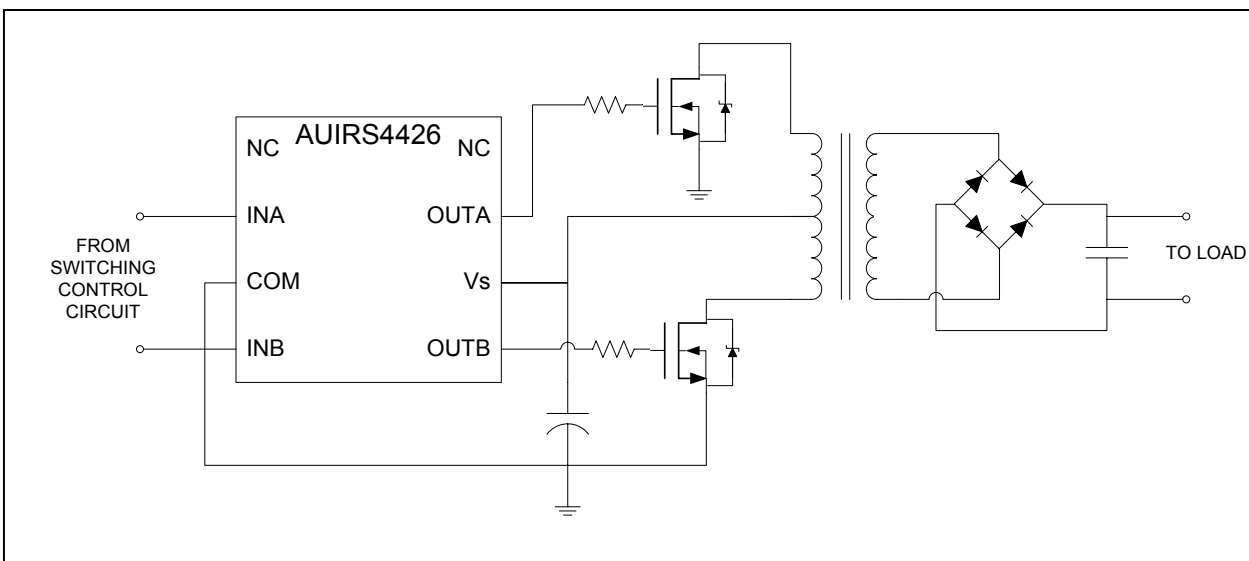 AUIRS4426
NC
NC
INA
OUTA
FROM
SWITCHING
CONTROL
CIRCUIT
COM
Vs
TO LOAD
INB
OUTB